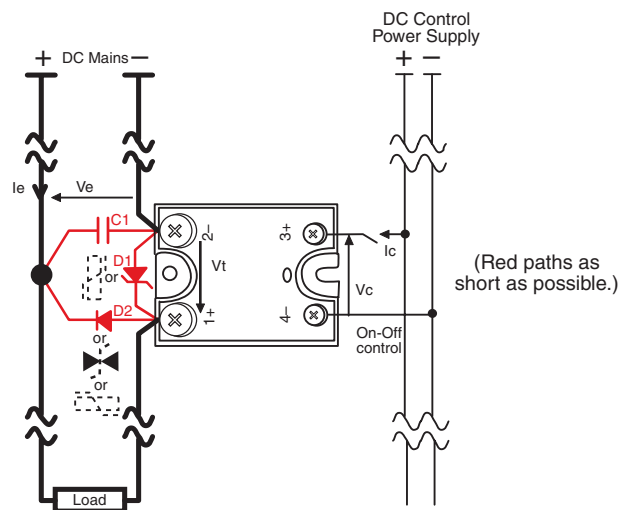 DC Control
Power Supply
+ DC Mains −
+ −
Ie
Ve
C1
2−
3+
Ic
D1
or
Vt
Vc
(Red paths as
short as possible.)
D2
1+
4−
On-Off
control
or
or
Load